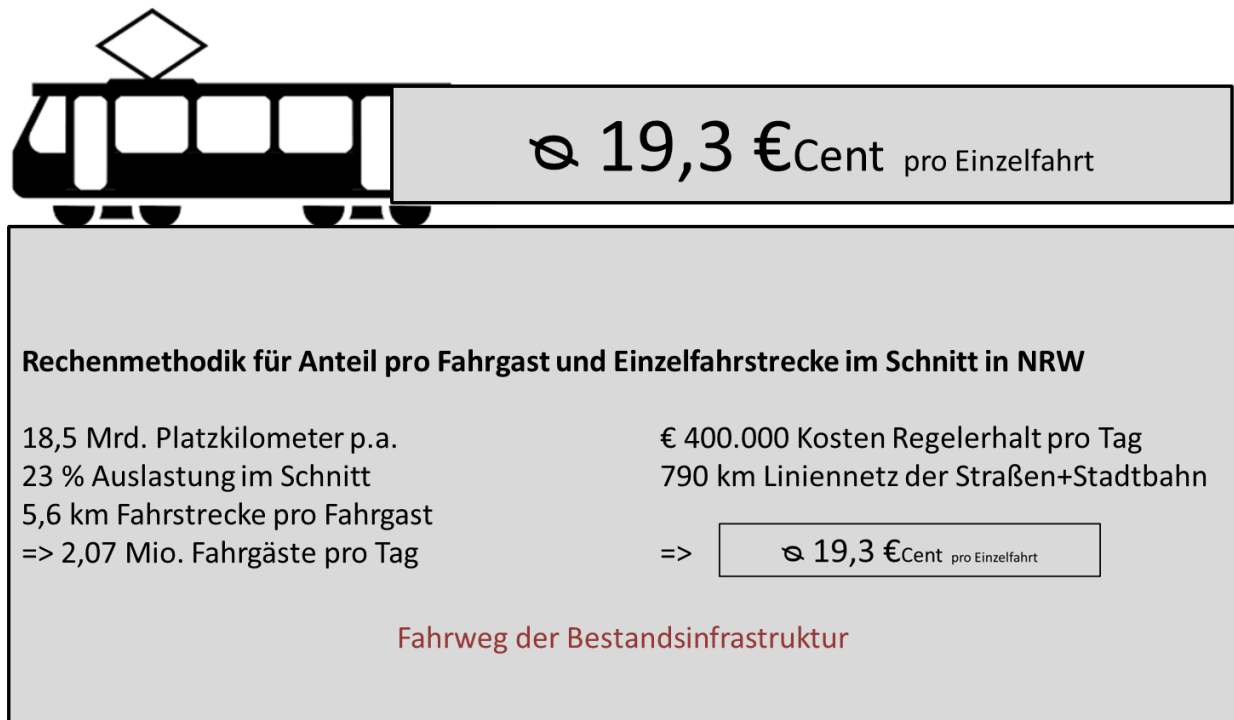 ᴓ 19,3 €Cent pro Einzelfahrt
Rechenmethodik für Anteil pro Fahrgast und Einzelfahrstrecke im Schnitt in NRW
18,5 Mrd. Platzkilometer p.a.
23 % Auslastung im Schnitt
5,6 km Fahrstrecke pro Fahrgast
=> 2,07 Mio. Fahrgäste pro Tag
€ 400.000 Kosten Regelerhalt pro Tag
790 km Liniennetz der Straßen+Stadtbahn
=> ᴓ 19,3 €Cent pro Einzelfahrt
Fahrweg der Bestandsinfrastruktur